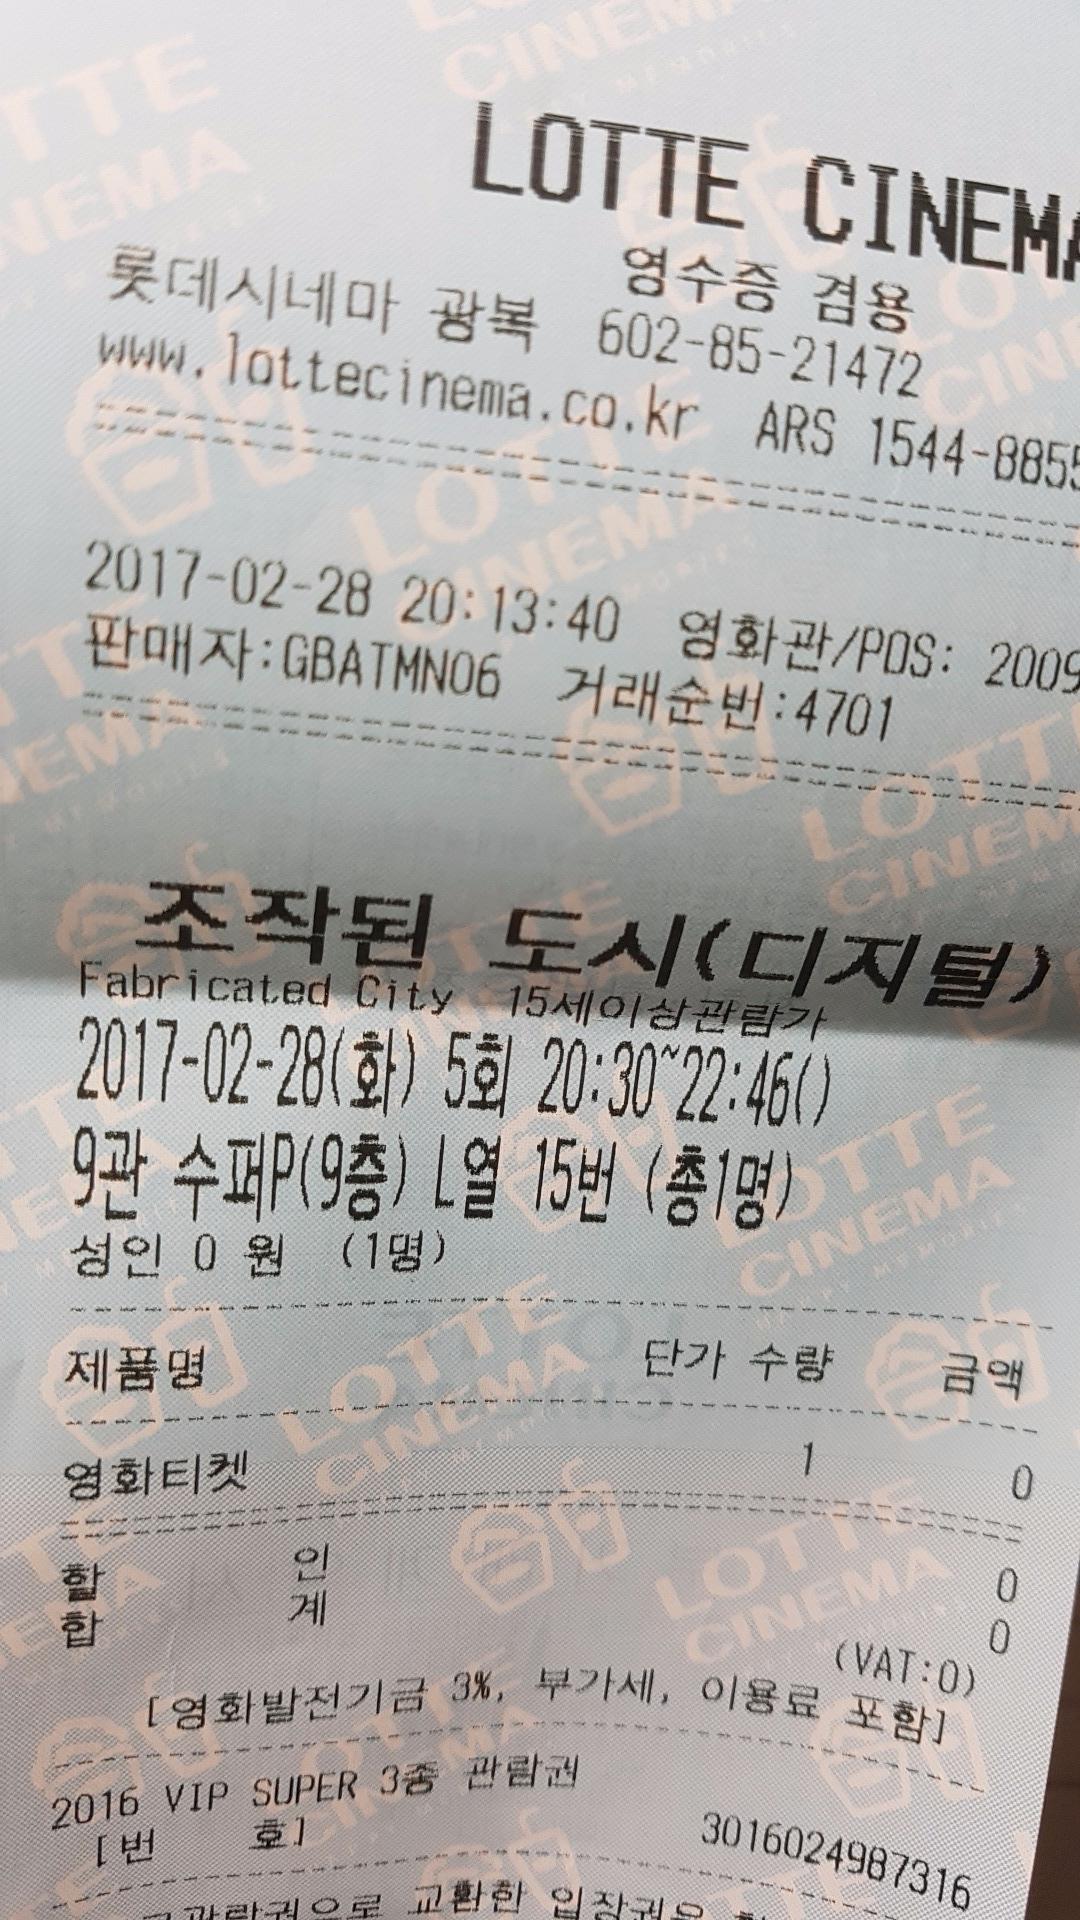 LOTTE CINEMA
영수증 겸용
롯데시네마 광복 602-85-21472
www.lottecinema.co.kr ARS 1544-8855
2017-02-28 20:13:40 영화관/POS: 2009
판매자:GBATMN06 거래순번:4701
조작된 도시(디지털)
Fabricated City 15세이상관람가
2017-02-28(화) 5회 20:30~22:46()
9관 수퍼P(9층) L열 15번 (총1명)
성인 0 원 (1명)
제품명 단가 수량 금액
영화티켓 1 0
할 인 0
합 계 0
(VAT:0)
[영화발전기금 3%, 부가세, 이용료 포함]
2016 VIP SUPER 3종 관람권
[번 호] 3016024987316
교환한 입장권은